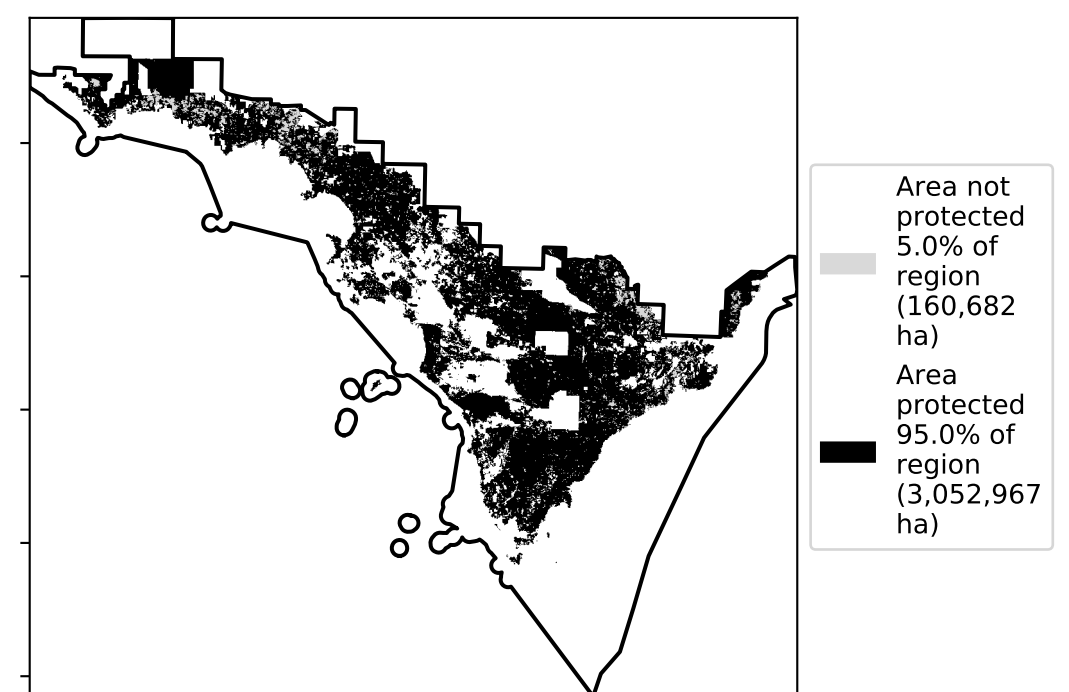 Area not
protected
5.0% of
region
(160,682
ha)
Area
protected
95.0% of
region
(3,052,967
ha)